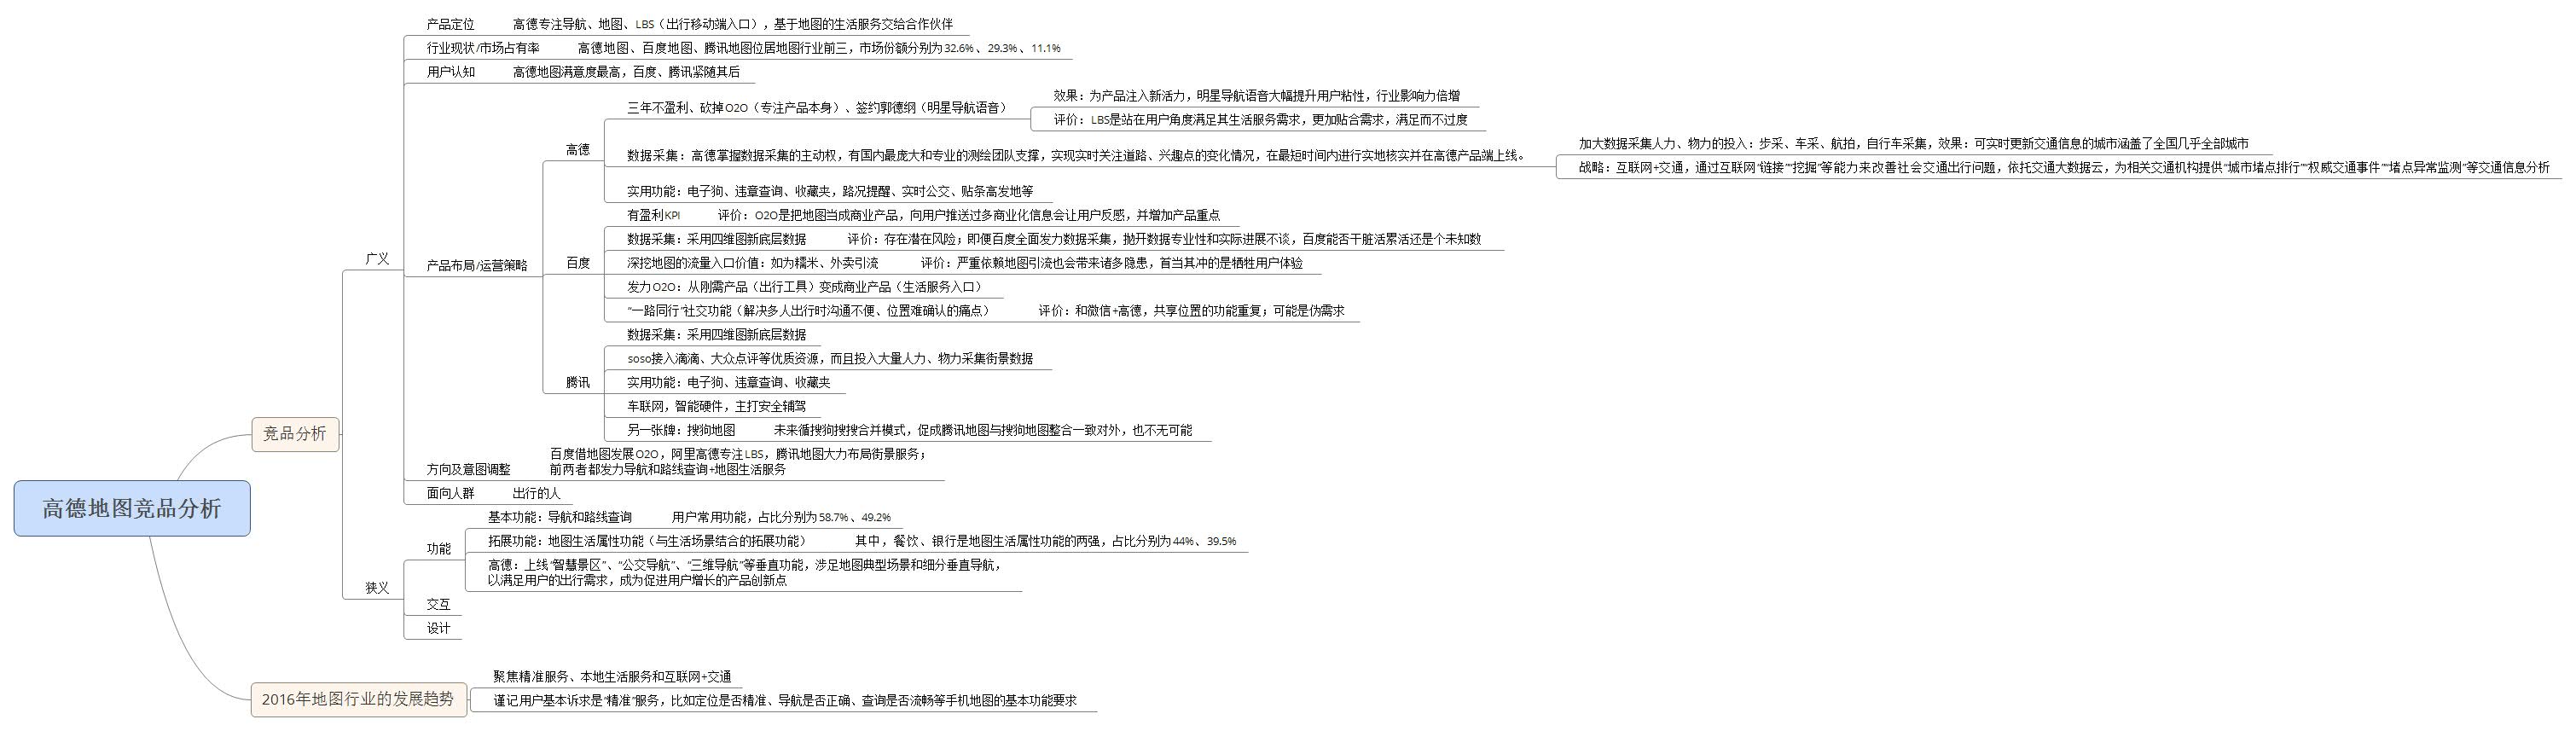 产品定位 高德专注导航、地图、LBS（出行移动端入口），基于地图的生活服务交给合作伙伴
行业现状/市场占有率 高德地图、百度地图、腾讯地图位居地图行业前三，市场份额分别为32.6%、29.3%、11.1%
用户认知 高德地图满意度最高，百度、腾讯紧随其后
效果：为产品注入新活力，明星导航语音大幅提升用户粘性，行业影响力倍增
三年不盈利、砍掉O2O（专注产品本身）、签约郭德纲（明星导航语音）
评价：LBS是站在用户角度满足其生活服务需求，更加贴合需求，满足而不过度
高德
加大数据采集人力、物力的投入：步采、车采、航拍，自行车采集，效果：可实时更新交通信息的城市涵盖了全国几乎全部城市
数据采集：高德掌握数据采集的主动权，有国内最庞大和专业的测绘团队支撑，实现实时关注道路、兴趣点的变化情况，在最短时间内进行实地核实并在高德产品端上线。
战略：互联网+交通，通过互联网“链接”“挖掘”等能力来改善社会交通出行问题，依托交通大数据云，为相关交通机构提供“城市堵点排行”“权威交通事件”“堵点异常监测”等交通信息分析
实用功能：电子狗、违章查询、收藏夹，路况提醒、实时公交、贴条高发地等
有盈利KPI 评价：O2O是把地图当成商业产品，向用户推送过多商业化信息会让用户反感，并增加产品重点
数据采集：采用四维图新底层数据 评价：存在潜在风险；即便百度全面发力数据采集，抛开数据专业性和实际进展不谈，百度能否干脏活累活还是个未知数
广义
产品布局/运营策略
百度
深挖地图的流量入口价值：如为糯米、外卖引流 评价：严重依赖地图引流也会带来诸多隐患，首当其冲的是牺牲用户体验
发力O2O：从刚需产品（出行工具）变成商业产品（生活服务入口）
“一路同行”社交功能（解决多人出行时沟通不便、位置难确认的痛点） 评价：和微信+高德，共享位置的功能重复；可能是伪需求
数据采集：采用四维图新底层数据
soso接入滴滴、大众点评等优质资源，而且投入大量人力、物力采集街景数据
腾讯
实用功能：电子狗、违章查询、收藏夹
车联网，智能硬件，主打安全辅驾
另一张牌：搜狗地图 未来循搜狗搜搜合并模式，促成腾讯地图与搜狗地图整合一致对外，也不无可能
竞品分析
百度借地图发展O2O，阿里高德专注LBS，腾讯地图大力布局街景服务；
方向及意图调整 前两者都发力导航和路线查询+地图生活服务
面向人群 出行的人
高德地图竞品分析
基本功能：导航和路线查询 用户常用功能，占比分别为58.7%、49.2%
功能
拓展功能：地图生活属性功能（与生活场景结合的拓展功能） 其中，餐饮、银行是地图生活属性功能的两强，占比分别为44%、39.5%
高德：上线“智慧景区”、“公交导航”、“三维导航”等垂直功能，涉足地图典型场景和细分垂直导航，
以满足用户的出行需求，成为促进用户增长的产品创新点
狭义
交互
设计
聚焦精准服务、本地生活服务和互联网+交通
2016年地图行业的发展趋势
谨记用户基本诉求是“精准”服务，比如定位是否精准、导航是否正确、查询是否流畅等手机地图的基本功能要求